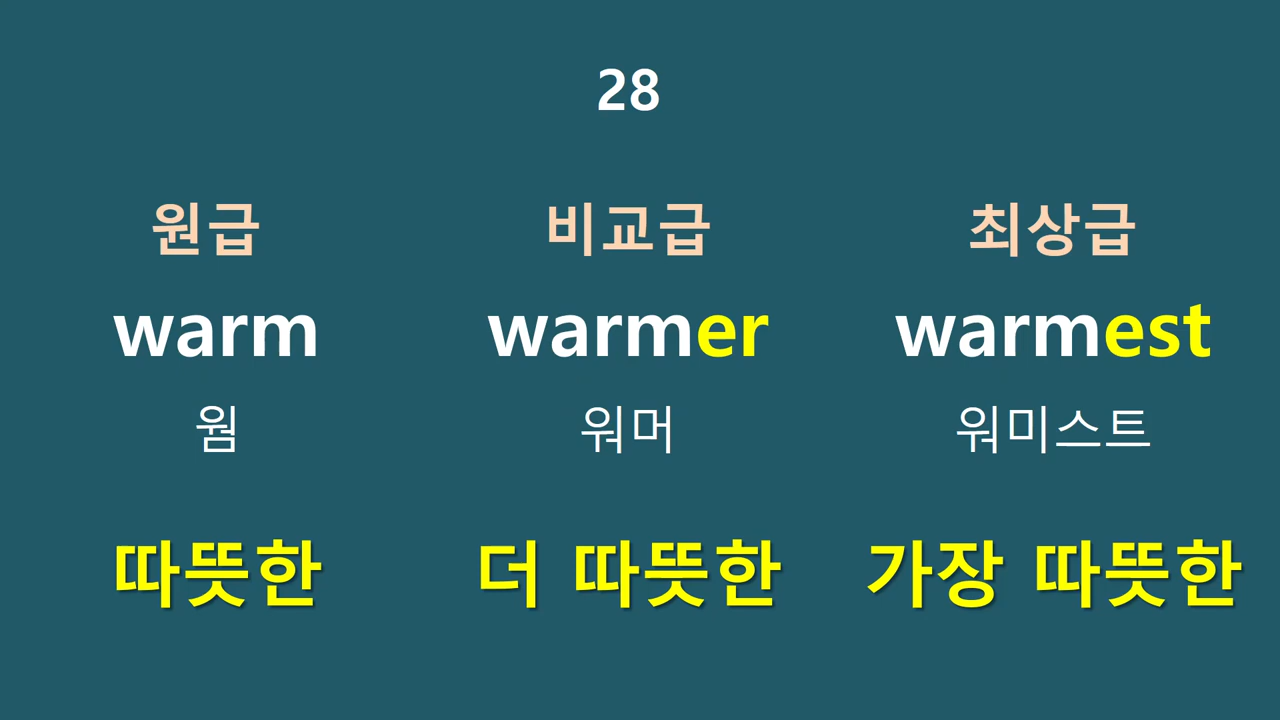 28
원급 비교급 최상급
warm warmer warmest
웜 워머 워미스트
따뜻한 더 따뜻한 가장 따뜻한